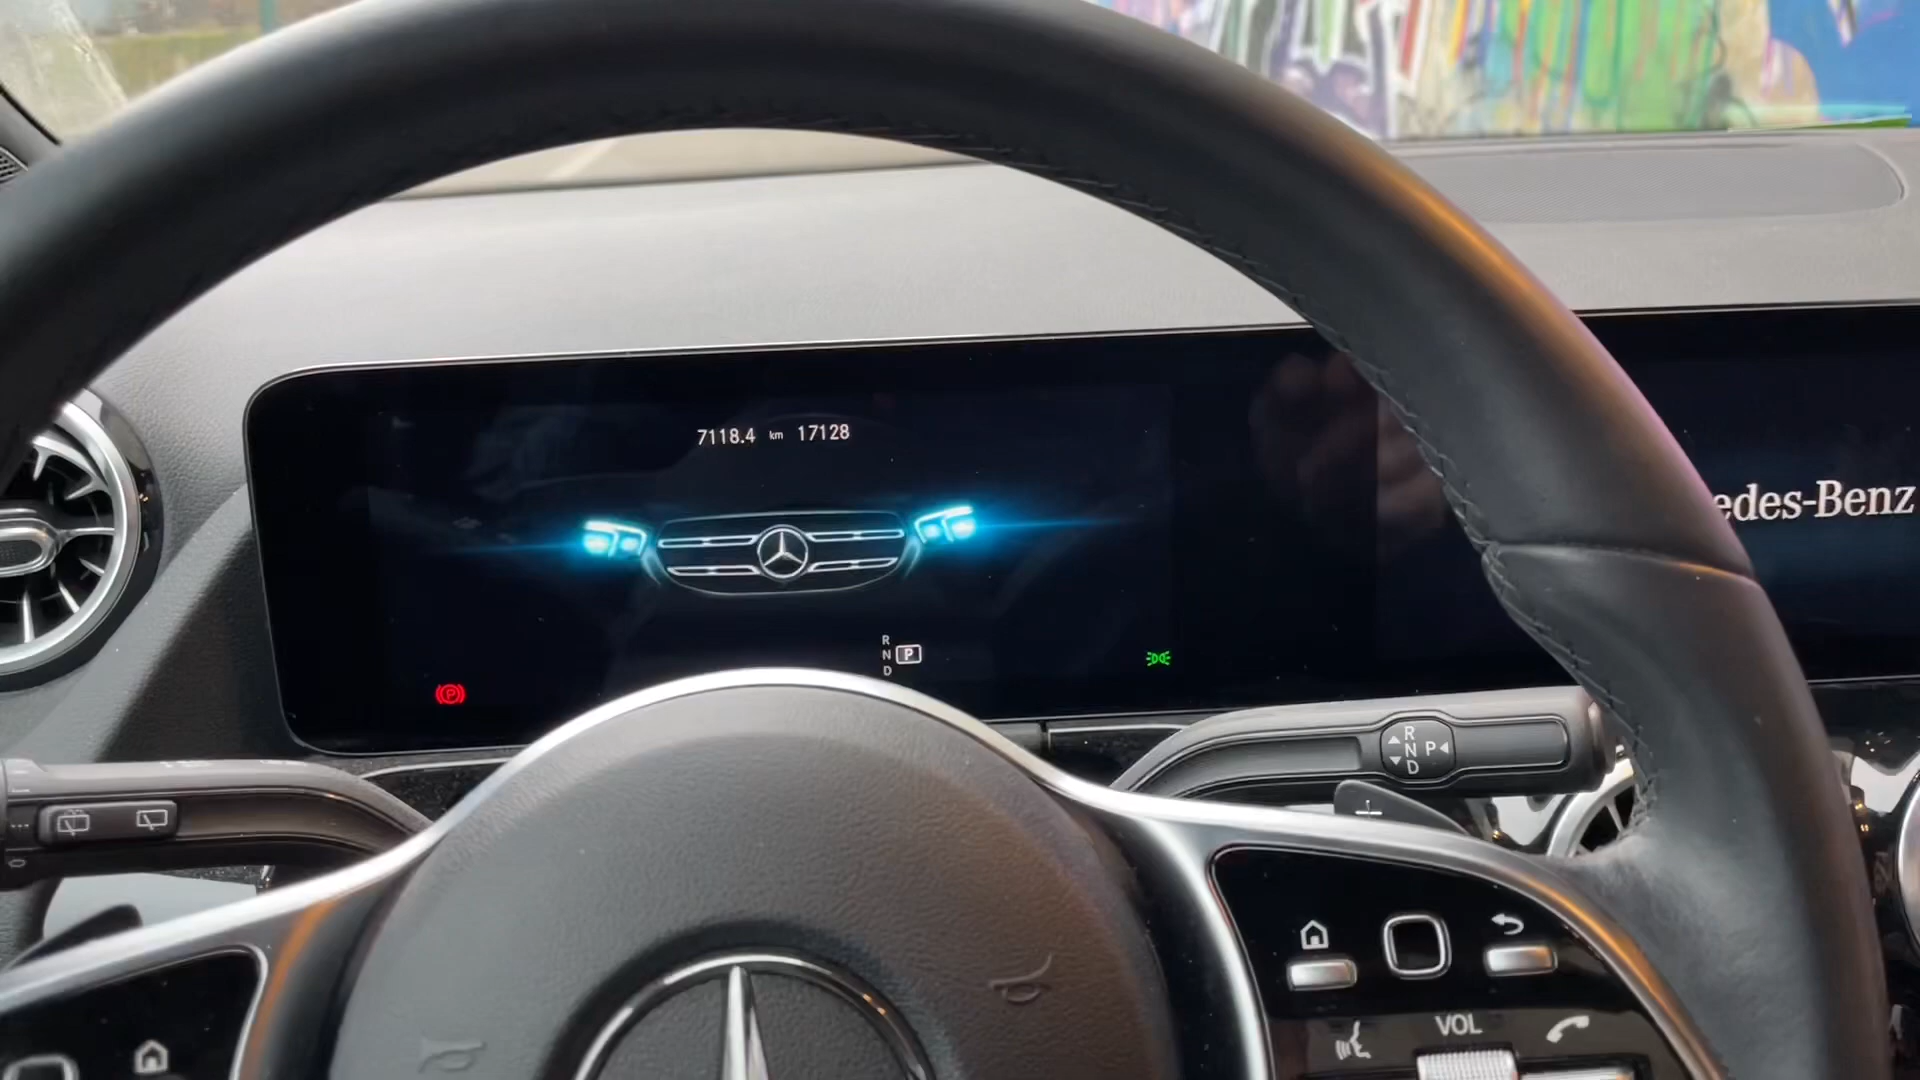 7118.4 km 17128
edes-Benz
R
N P
D
P
R
N P
D
VOL